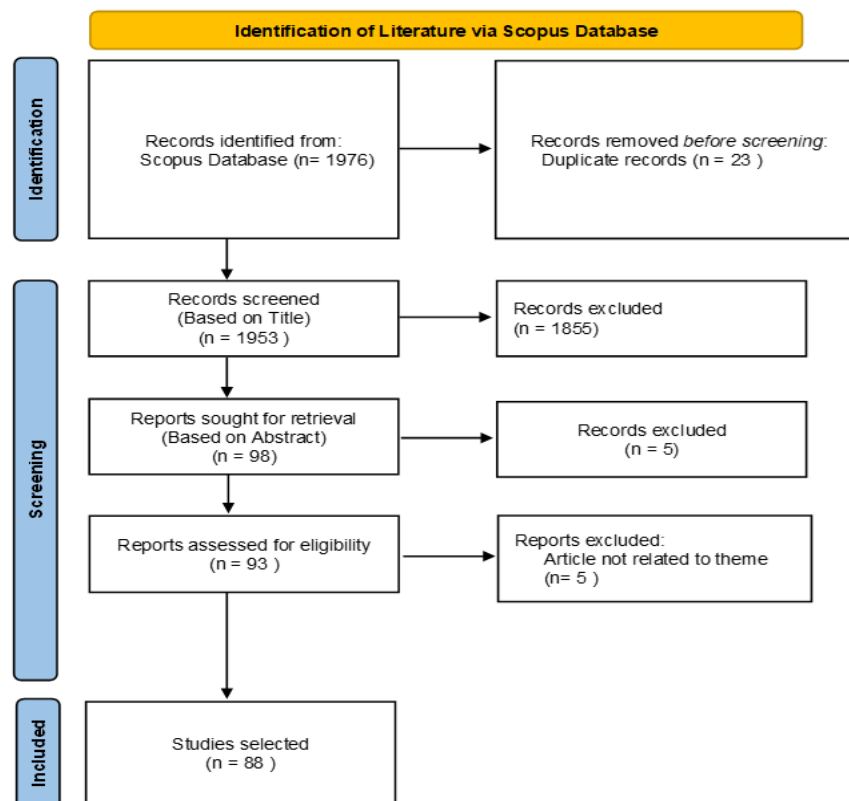 Identification of Literature via Scopus Database
Identification
Records identified from:
Scopus Database (n= 1976)
Records removed before screening:
Duplicate records (n = 23 )
Screening
Records screened
(Based on Title)
(n = 1953 )
Records excluded
(n = 1855)
Reports sought for retrieval
(Based on Abstract)
(n = 98)
Records excluded
(n = 5)
Reports assessed for eligibility
(n = 93 )
Reports excluded:
Article not related to theme
(n= 5 )
Included
Studies selected
(n = 88 )